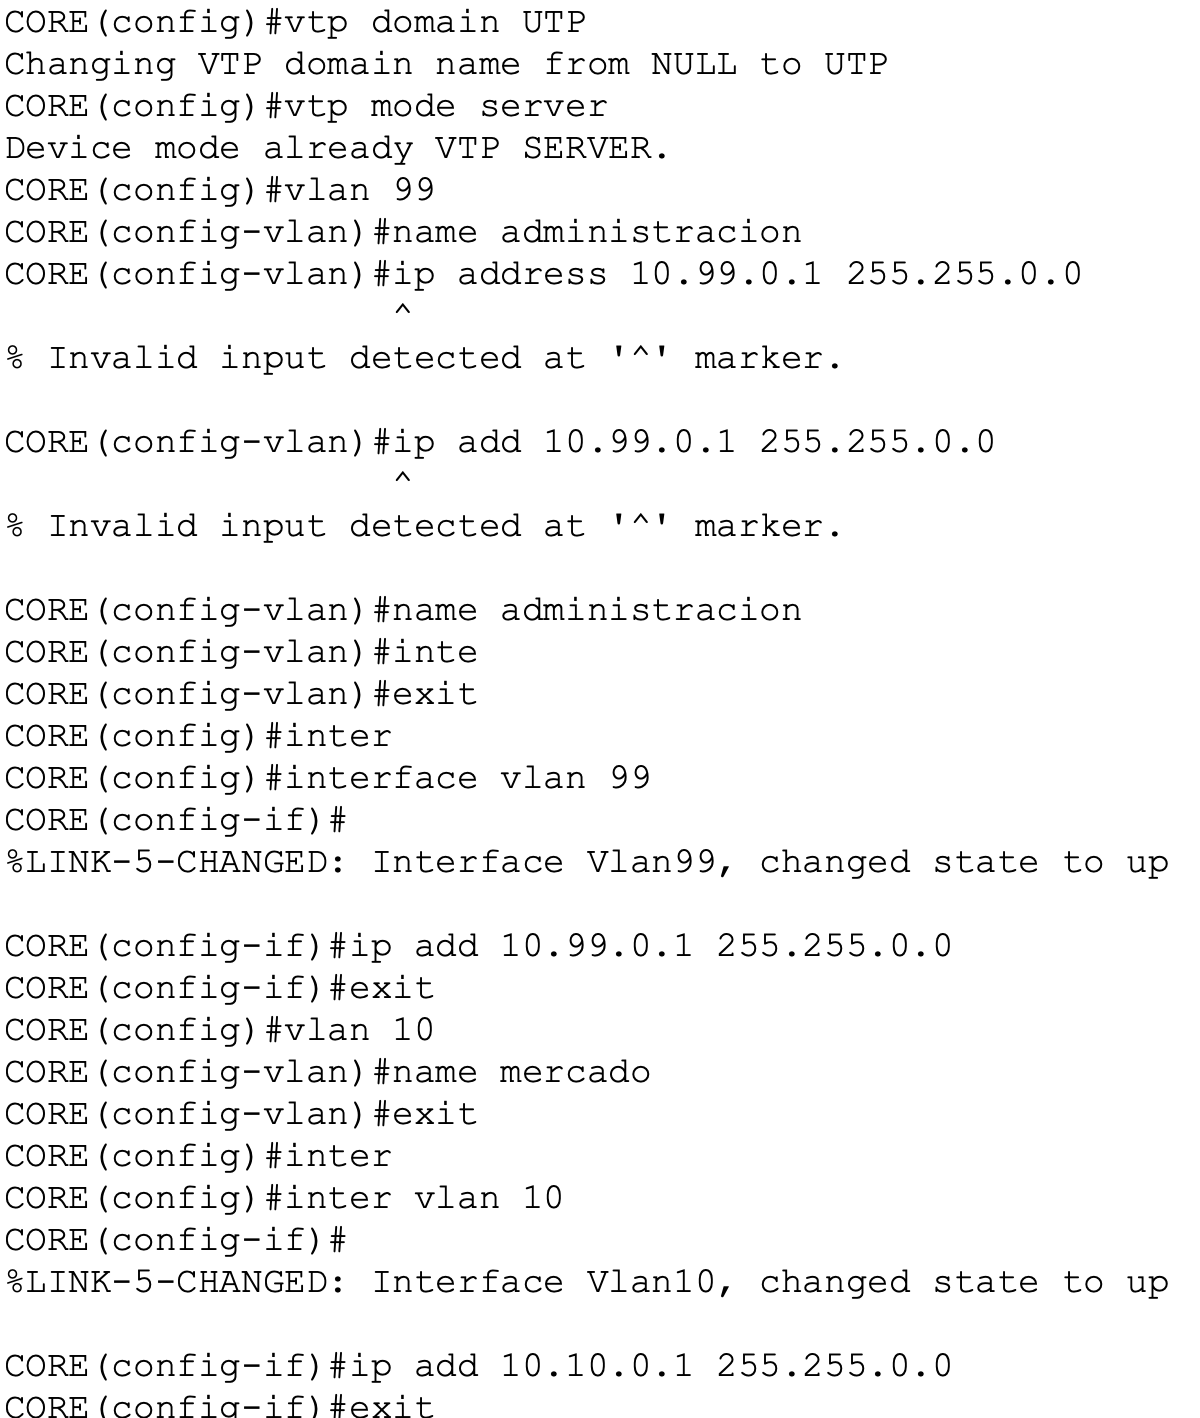 CORE(config)#vtp domain UTP
Changing VTP domain name from NULL to UTP
CORE(config)#vtp mode server
Device mode already VTP SERVER.
CORE(config)#vlan 99
CORE(config-vlan)#name administracion
CORE(config-vlan)#ip address 10.99.0.1 255.255.0.0
^
% Invalid input detected at '^' marker.
CORE(config-vlan)#ip add 10.99.0.1 255.255.0.0
^
% Invalid input detected at '^' marker.
CORE(config-vlan)#name administracion
CORE(config-vlan)#inte
CORE(config-vlan)#exit
CORE(config)#inter
CORE(config)#interface vlan 99
CORE(config-if)#
%LINK-5-CHANGED: Interface Vlan99, changed state to up
CORE(config-if)#ip add 10.99.0.1 255.255.0.0
CORE(config-if)#exit
CORE(config)#vlan 10
CORE(config-vlan)#name mercado
CORE(config-vlan)#exit
CORE(config)#inter
CORE(config)#inter vlan 10
CORE(config-if)#
%LINK-5-CHANGED: Interface Vlan10, changed state to up
CORE(config-if)#ip add 10.10.0.1 255.255.0.0
CORE(config-if)#exit